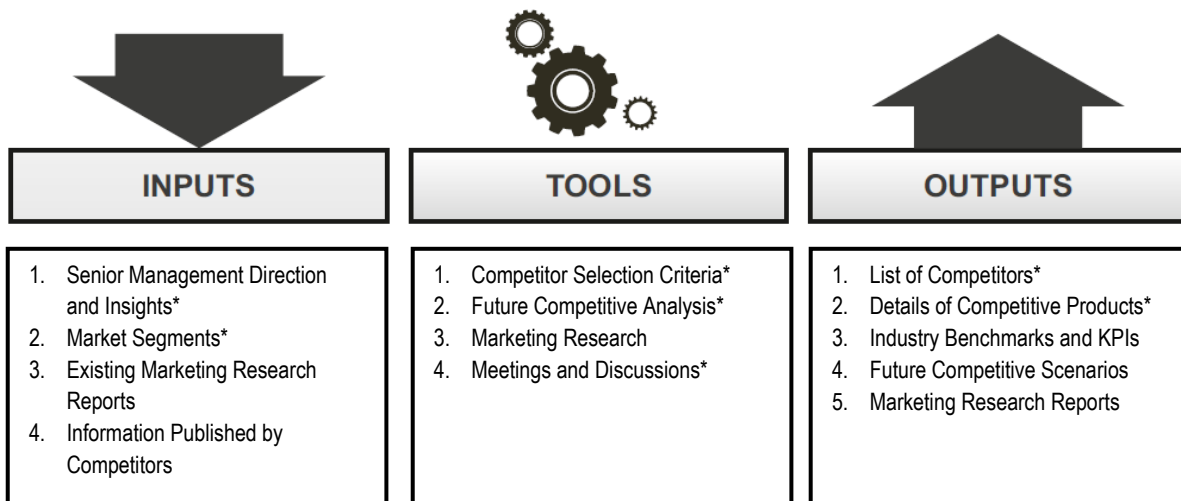 INPUTS
1. Senior Management Direction
and Insights*
2. Market Segments*
3. Existing Marketing Research
Reports
4. Information Published by
Competitors
TOOLS
1. Competitor Selection Criteria*
2. Future Competitive Analysis*
3. Marketing Research
4. Meetings and Discussions*
OUTPUTS
1. List of Competitors*
2. Details of Competitive Products*
3. Industry Benchmarks and KPIs
4. Future Competitive Scenarios
5. Marketing Research Reports